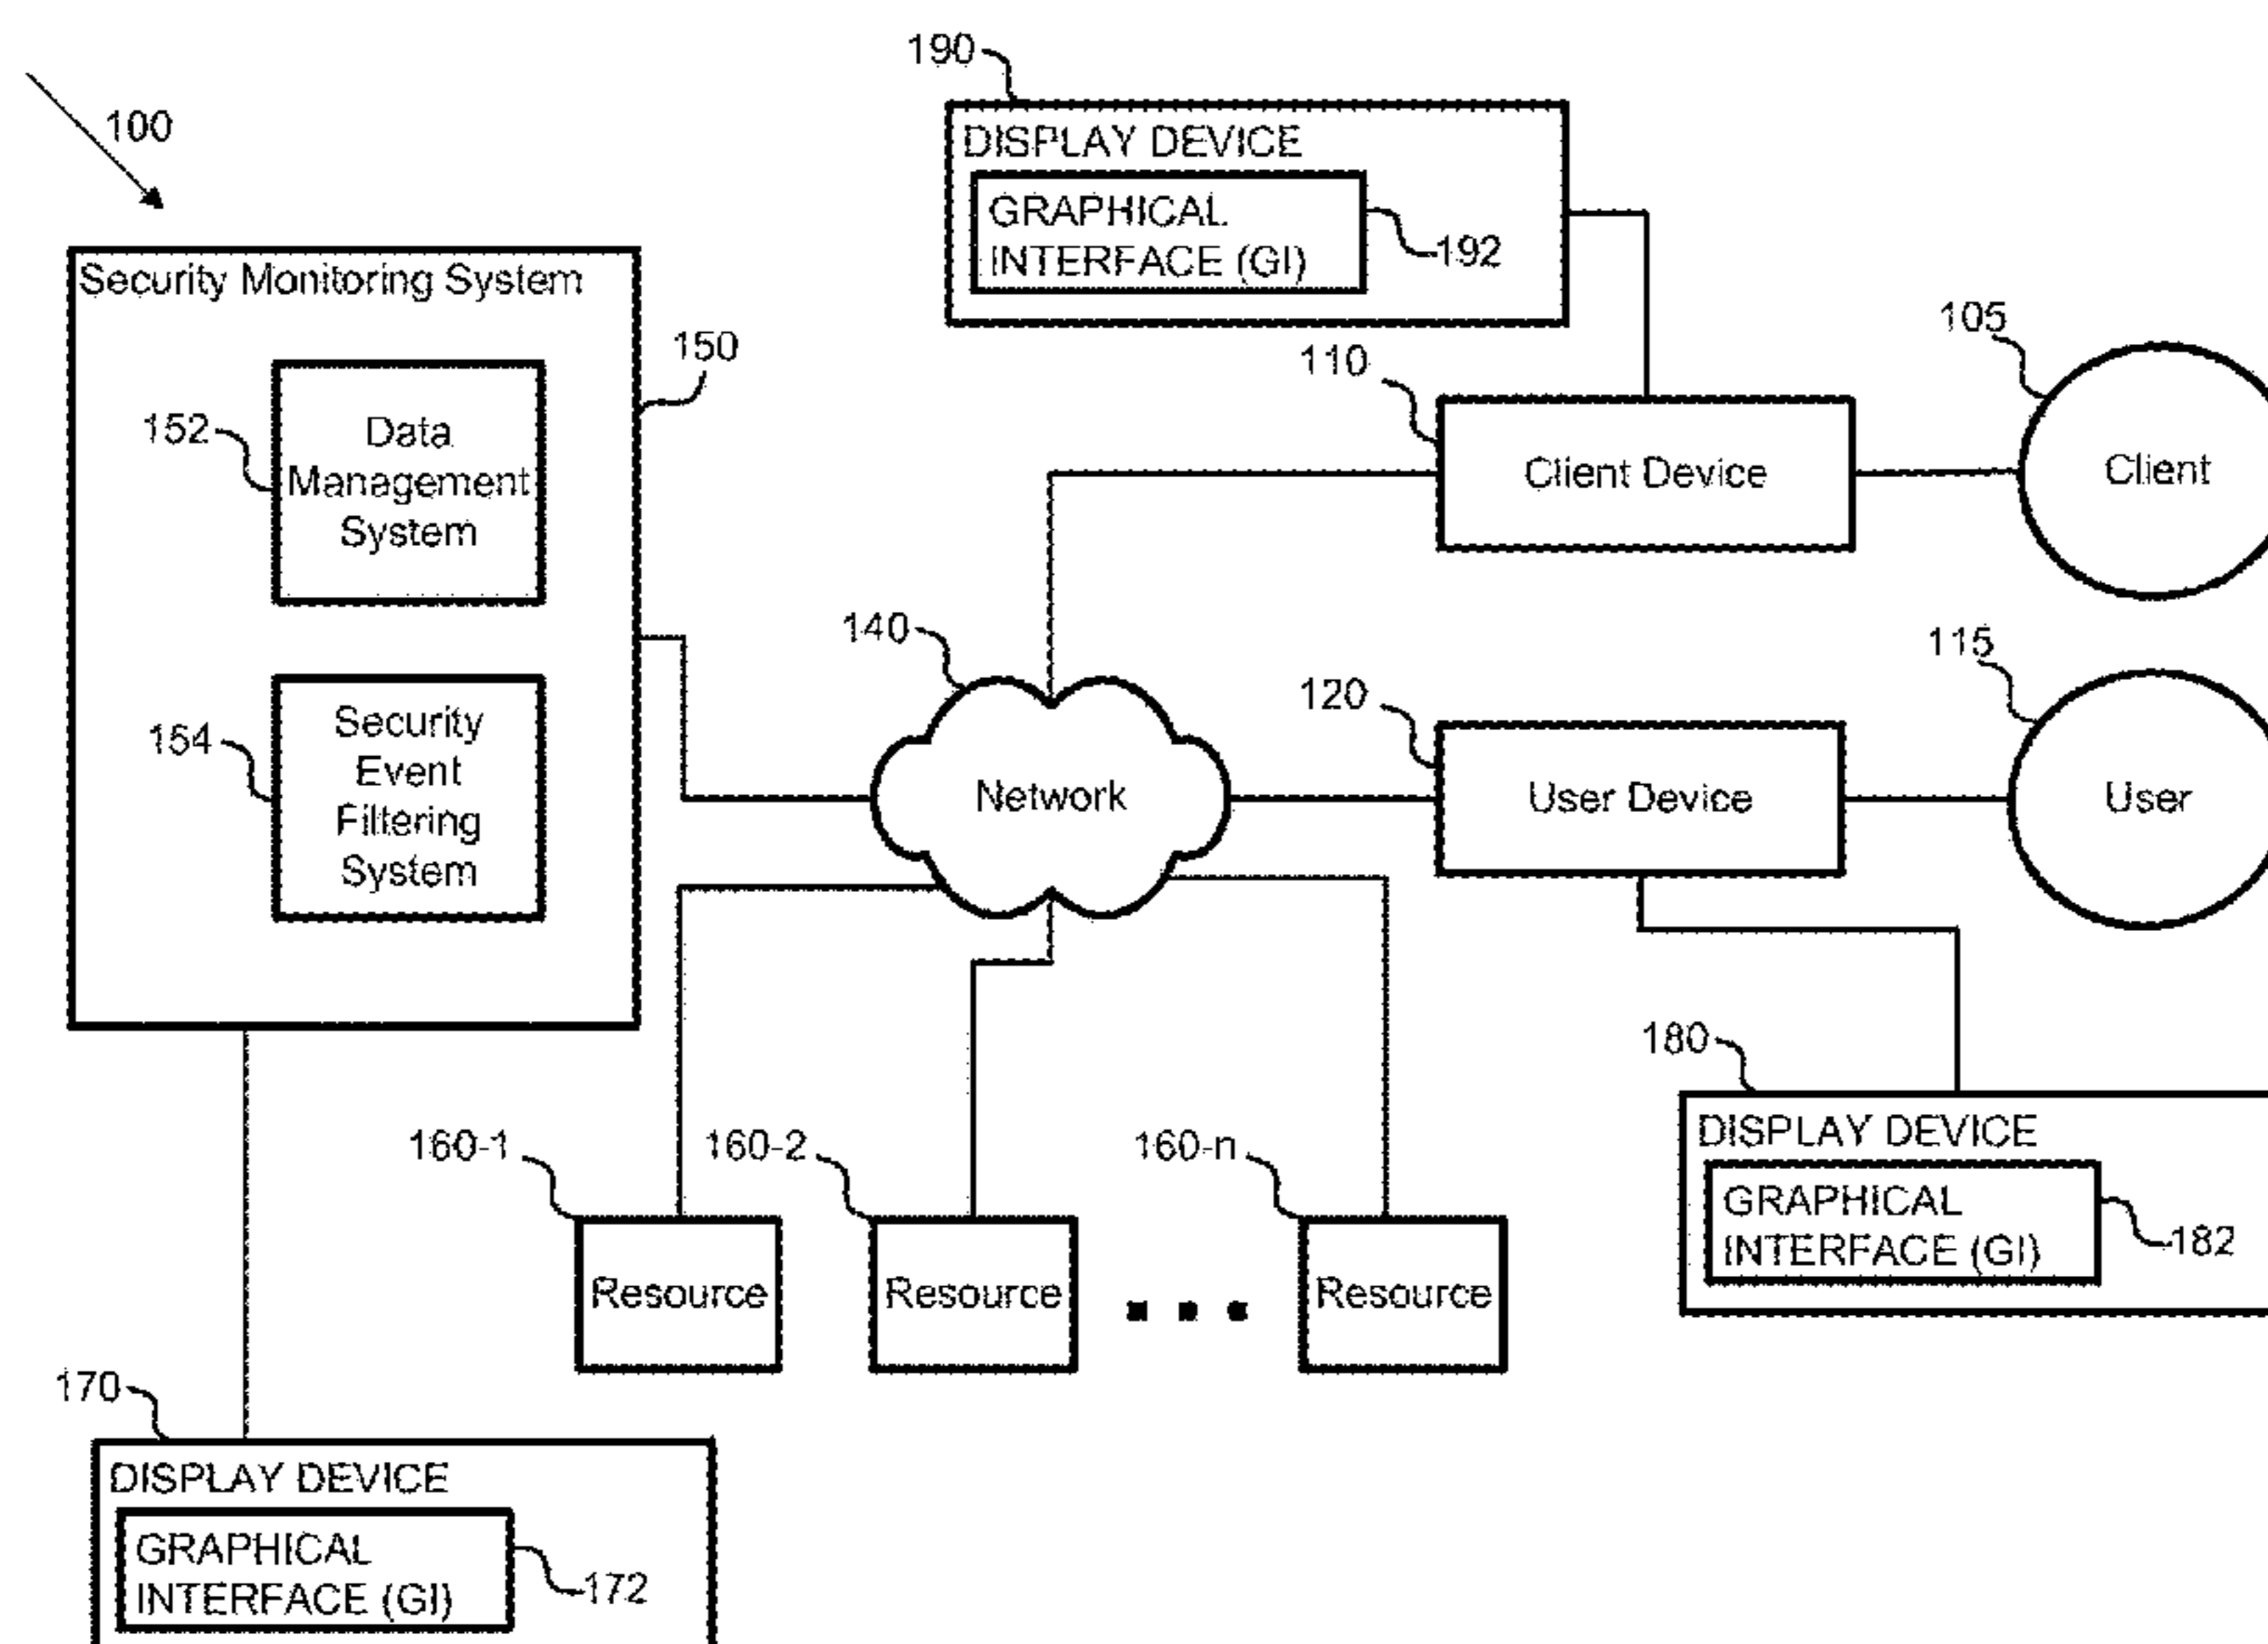 190
100
DISPLAY DEVICE
GRAPHICAL
INTERFACE (GI)
192
Security Monitoring System
150
152
Data
Management
System
154
Security
Event
Filtering
System
110
105
Client Device
Client
140
Network
120
115
User Device
User
160-1
160-2
160-n
Resource
Resource
Resource
180
DISPLAY DEVICE
GRAPHICAL
INTERFACE (GI)
182
170
DISPLAY DEVICE
GRAPHICAL
INTERFACE (GI)
172